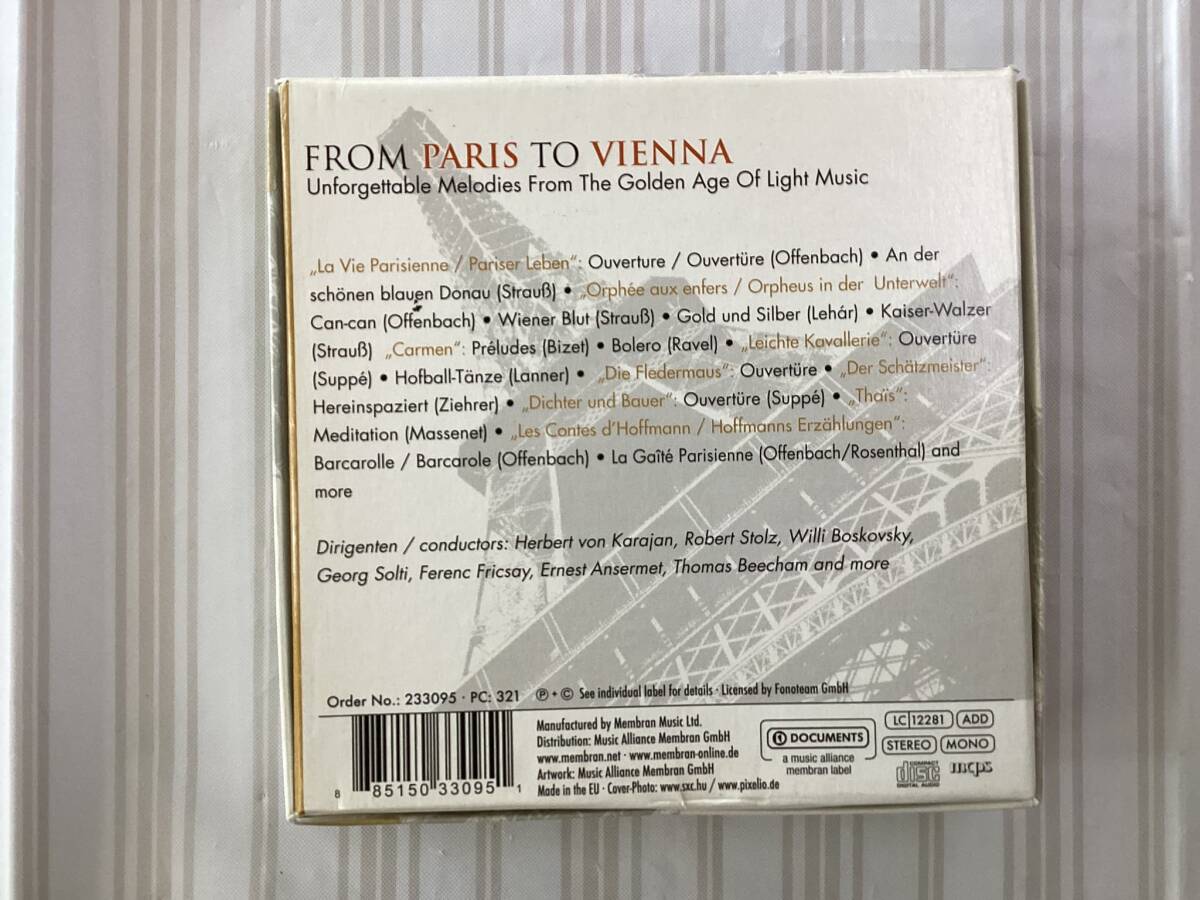 FROM PARIS TO VIENNA
Unforgettable Melodies From The Golden Age Of Light Music
„La Vie Parisienne / Pariser Leben“: Ouverture / Ouvertüre (Offenbach) • An der
schönen blauen Donau (Strauß) • „Orphée aux enfers / Orpheus in der Unterwelt“:
Can-can (Offenbach) • Wiener Blut (Strauß) • Gold und Silber (Lehár) • Kaiser-Walzer
(Strauß) „Carmen“: Préludes (Bizet) • Bolero (Ravel) • „Leichte Kavallerie“: Ouvertüre
(Suppé) • Hofball-Tänze (Lanner) • „Die Fledermaus“: Ouvertüre • „Der Schätzmeister“:
Hereinspaziert (Ziehrer) • „Dichter und Bauer“: Ouvertüre (Suppé) • „Thaïs“:
Meditation (Massenet) • „Les Contes d'Hoffmann / Hoffmanns Erzählungen“:
Barcarolle / Barcarole (Offenbach) • La Gaîté Parisienne (Offenbach/Rosenthal) and
more
Dirigenten / conductors: Herbert von Karajan, Robert Stolz, Willi Boskovsky,
Georg Solti, Ferenc Fricsay, Ernest Ansermet, Thomas Beecham and more
Order No.: 233095 · PC: 321 ℗ + © See individual label for details · Licensed by Fonoteam GmbH
8 85150 33095 1
Manufactured by Membran Music Ltd.
Distribution: Music Alliance Membran GmbH
www.membran.net · www.membran-online.de
Artwork: Music Alliance Membran GmbH
Made in the EU · Cover-Photo: www.sxc.hu / www.pixelio.de
DOCUMENTS
a music alliance
membran label
LC 12281 ADD
STEREO MONO
COMPACT
disc
DIGITAL AUDIO
mcps